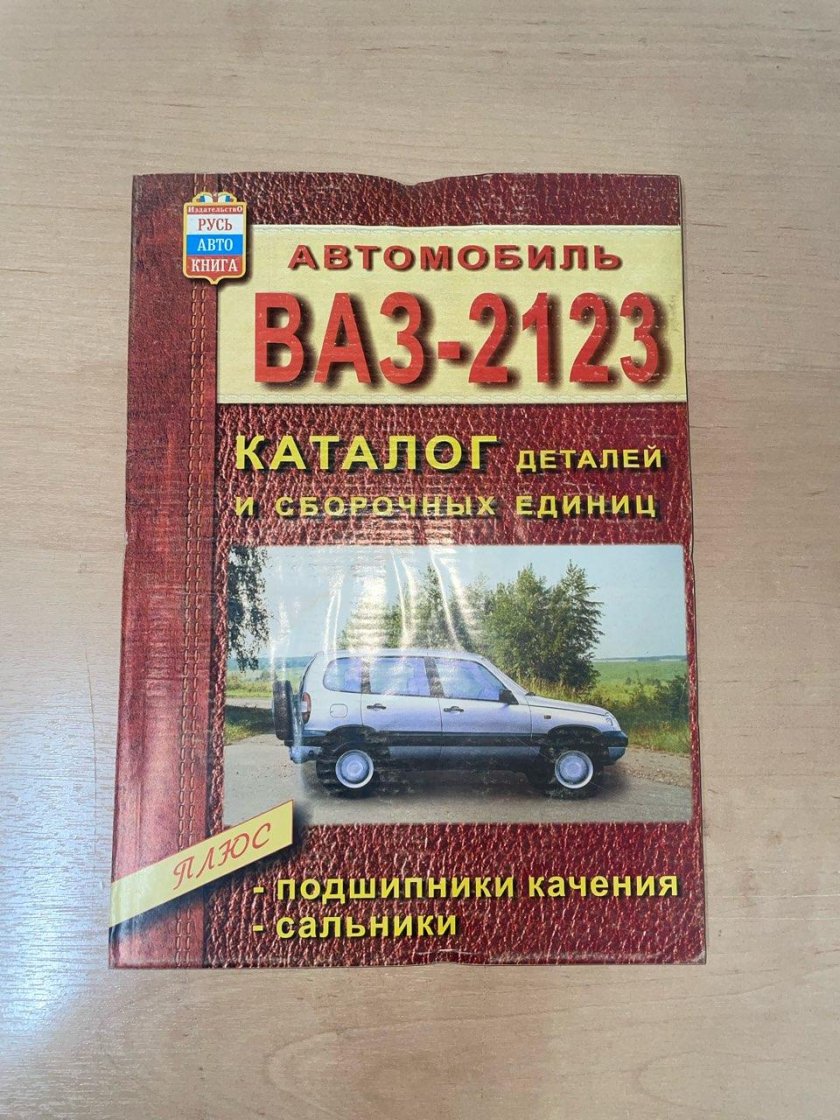 ИздательствО
РУСЬ
АВТО
КНИГА
АВТОМОБИЛЬ
ВАЗ-2123
КАТАЛОГ ДЕТАЛЕЙ
И СБОРОЧНЫХ ЕДИНИЦ
ПЛЮС
- подшипники качения
- сальники